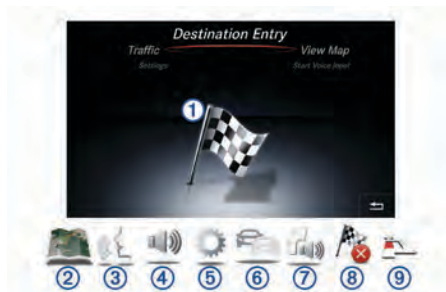 Destination Entry
Traffic
View Map
Settings
Start Voice Input
1
2 3 4 5 6 7 8 9